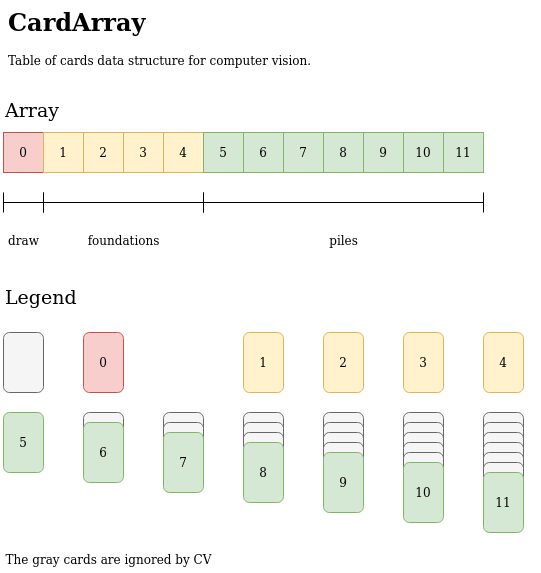 CardArray
Table of cards data structure for computer vision.
Array
0 1 2 3 4 5 6 7 8 9 10 11
draw foundations piles
Legend
0 1 2 3 4
5 6 7 8 9 10 11
The gray cards are ignored by CV